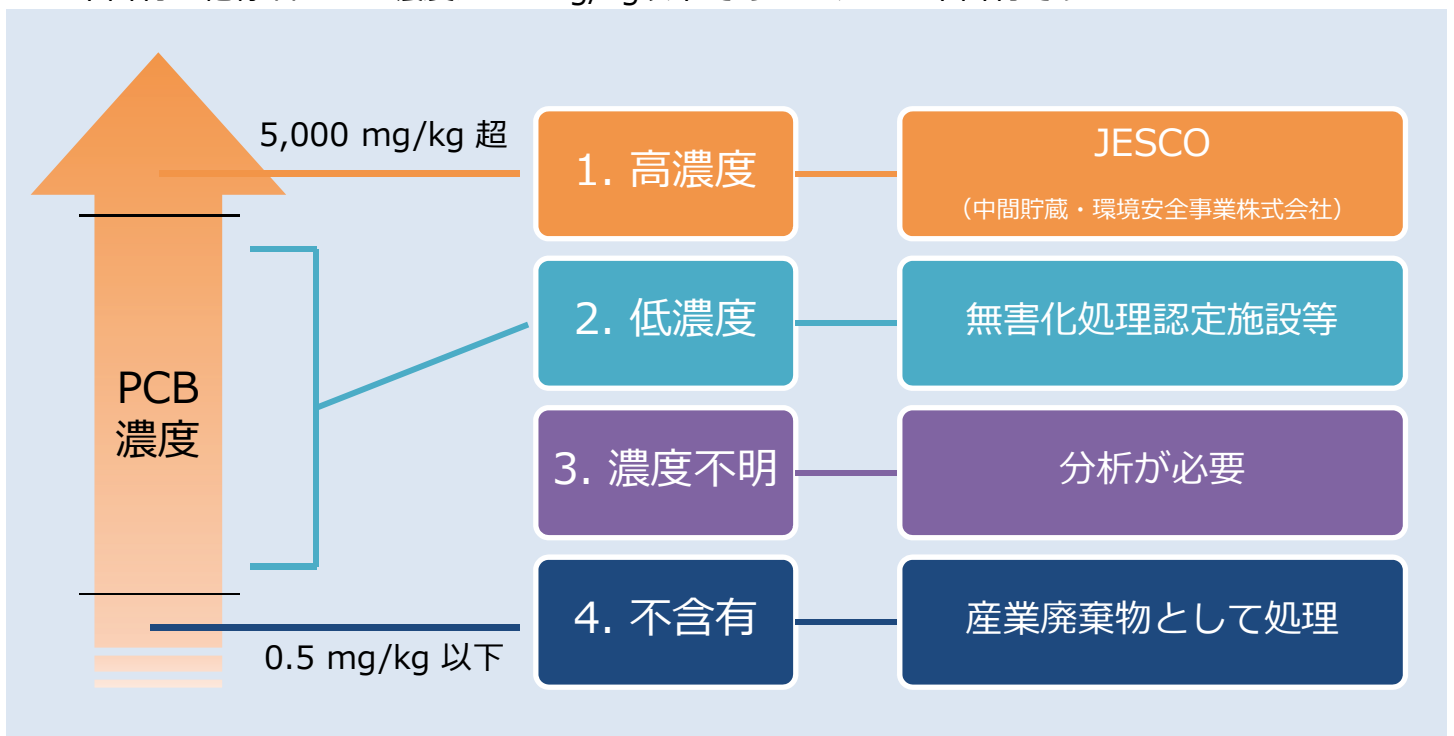 5,000 mg/kg 超
1. 高濃度
JESCO
（中間貯蔵・環境安全事業株式会社）
2. 低濃度
無害化処理認定施設等
PCB
濃度
3. 濃度不明
分析が必要
4. 不含有
産業廃棄物として処理
0.5 mg/kg 以下